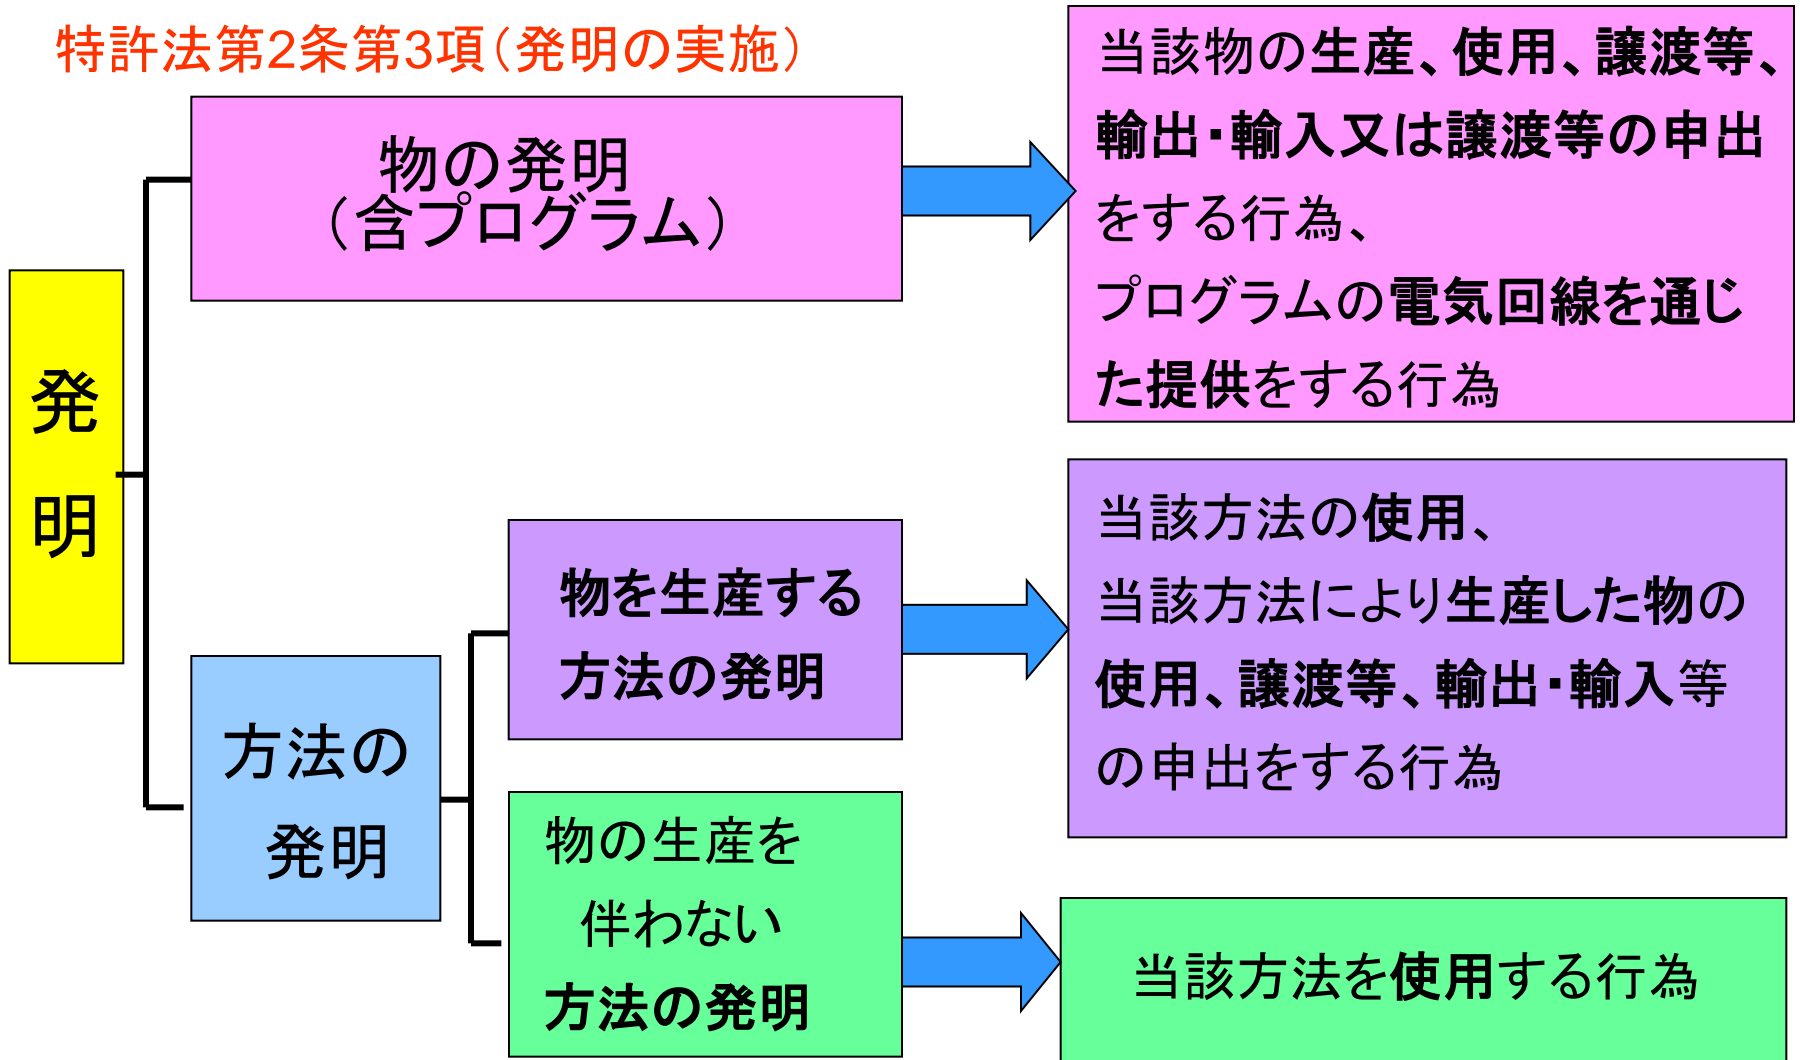 特許法第2条第3項（発明の実施）
物の発明
（含プログラム）
当該物の生産、使用、譲渡等、
輸出・輸入又は譲渡等の申出
をする行為、
プログラムの電気回線を通じ
た提供をする行為
発
明
方法の
発明
物を生産する
方法の発明
当該方法の使用、
当該方法により生産した物の
使用、譲渡等、輸出・輸入等
の申出をする行為
物の生産を
伴わない
方法の発明
当該方法を使用する行為